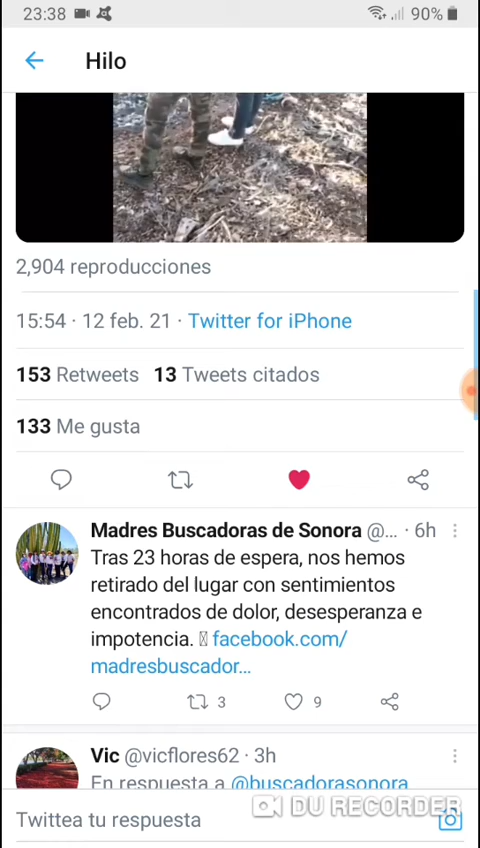 23:38 90%
Hilo
2,904 reproducciones
15:54 · 12 feb. 21 · Twitter for iPhone
153 Retweets 13 Tweets citados
133 Me gusta
Madres Buscadoras de Sonora @... · 6h
Tras 23 horas de espera, nos hemos
retirado del lugar con sentimientos
encontrados de dolor, desesperanza e
impotencia. facebook.com/
madresbuscador...
3 9
Vic @vicflores62 · 3h
En respuesta a @buscadorasonora
DU RECORDER
Twittea tu respuesta